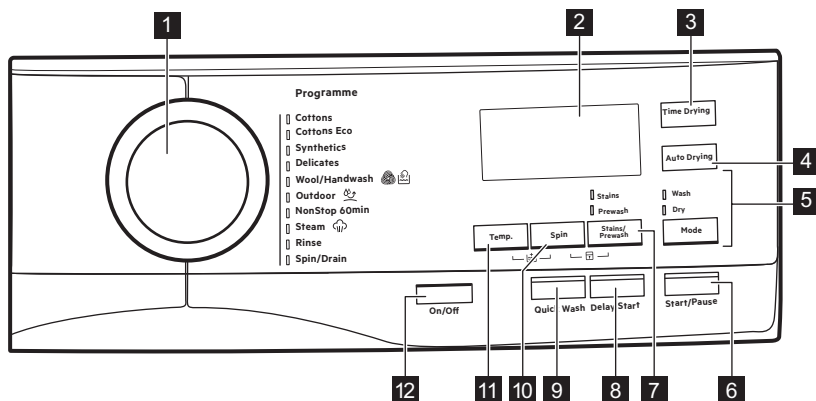 1
2
3
Programme
Cottons
Cottons Eco
Synthetics
Delicates
Wool/Handwash
Outdoor
NonStop 60min
Steam
Rinse
Spin/Drain
Time Drying
Auto Drying
4
5
Stains
Prewash
Wash
Dry
Temp.
Spin
Stains/
Prewash
Mode
On/Off
Quick Wash
Delay Start
Start/Pause
12
11
10
9
8
7
6